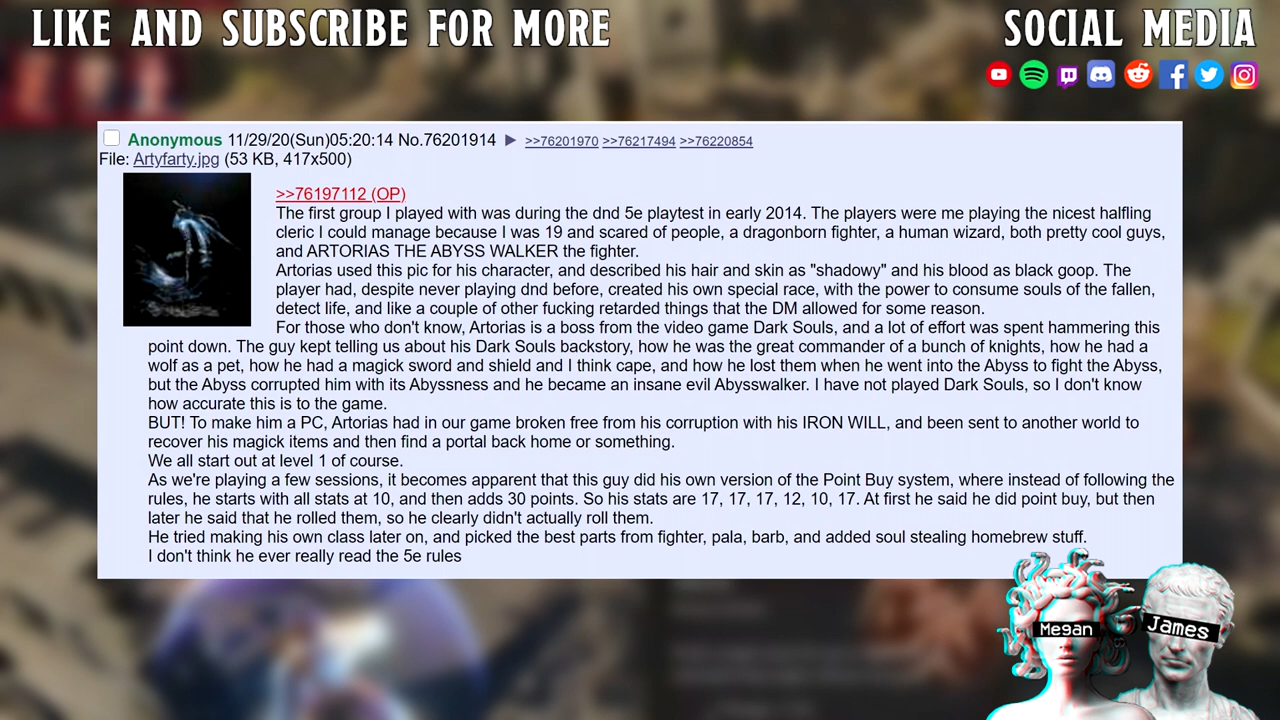 LIKE AND SUBSCRIBE FOR MORE
SOCIAL MEDIA
Anonymous 11/29/20(Sun)05:20:14 No.76201914 ▶ >>76201970 >>76217494 >>76220854
File: Artyfarty.jpg (53 KB, 417x500)
>>76197112 (OP)
The first group I played with was during the dnd 5e playtest in early 2014. The players were me playing the nicest halfling
cleric I could manage because I was 19 and scared of people, a dragonborn fighter, a human wizard, both pretty cool guys,
and ARTORIAS THE ABYSS WALKER the fighter.
Artorias used this pic for his character, and described his hair and skin as "shadowy" and his blood as black goop. The
player had, despite never playing dnd before, created his own special race, with the power to consume souls of the fallen,
detect life, and like a couple of other fucking retarded things that the DM allowed for some reason.
For those who don't know, Artorias is a boss from the video game Dark Souls, and a lot of effort was spent hammering this
point down. The guy kept telling us about his Dark Souls backstory, how he was the great commander of a bunch of knights, how he had a
wolf as a pet, how he had a magick sword and shield and I think cape, and how he lost them when he went into the Abyss to fight the Abyss,
but the Abyss corrupted him with its Abyssness and he became an insane evil Abysswalker. I have not played Dark Souls, so I don't know
how accurate this is to the game.
BUT! To make him a PC, Artorias had in our game broken free from his corruption with his IRON WILL, and been sent to another world to
recover his magick items and then find a portal back home or something.
We all start out at level 1 of course.
As we're playing a few sessions, it becomes apparent that this guy did his own version of the Point Buy system, where instead of following the
rules, he starts with all stats at 10, and then adds 30 points. So his stats are 17, 17, 17, 12, 10, 17. At first he said he did point buy, but then
later he said that he rolled them, so he clearly didn't actually roll them.
He tried making his own class later on, and picked the best parts from fighter, pala, barb, and added soul stealing homebrew stuff.
I don't think he ever really read the 5e rules
Megan
James